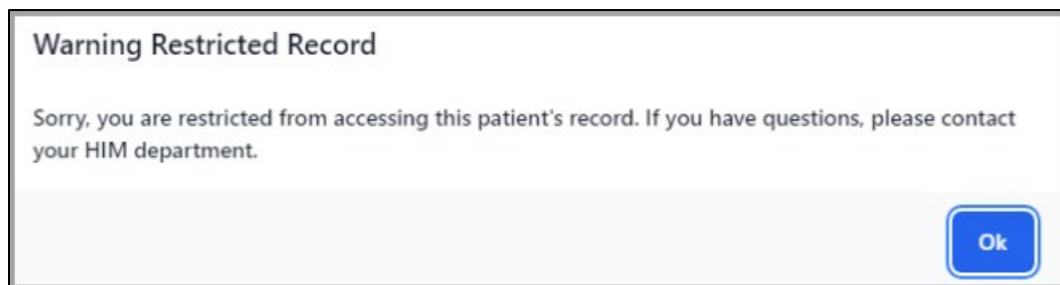 Warning Restricted Record
Sorry, you are restricted from accessing this patient's record. If you have questions, please contact
your HIM department.
Ok